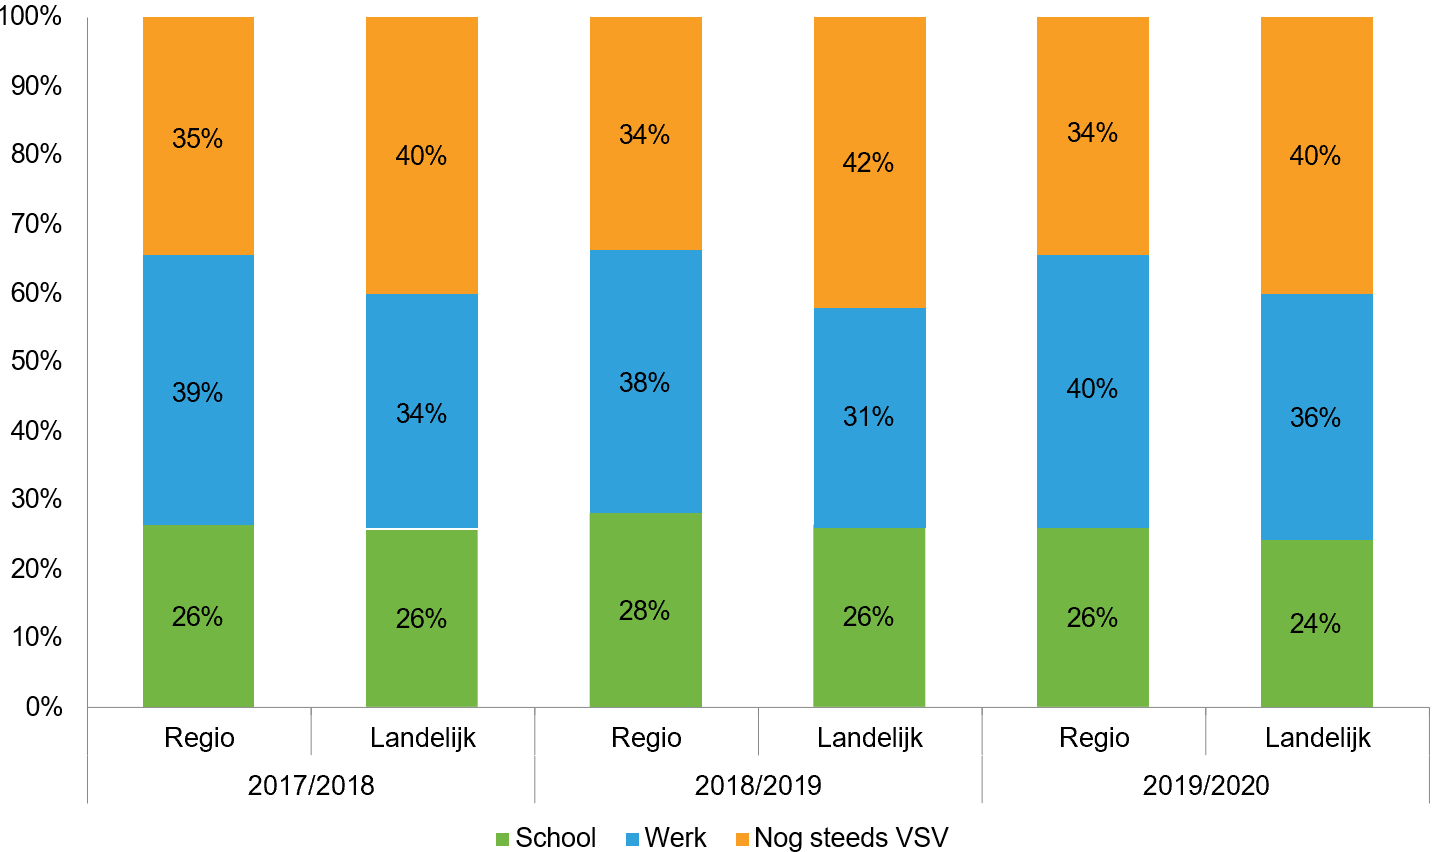 100%
90%
80%
70%
60%
50%
40%
30%
20%
10%
0%
35% 40% 34% 42% 34% 40%
39% 34% 38% 31% 40% 36%
26% 26% 28% 26% 26% 24%
Regio Landelijk Regio Landelijk Regio Landelijk
2017/2018 2018/2019 2019/2020
School Werk Nog steeds VSV